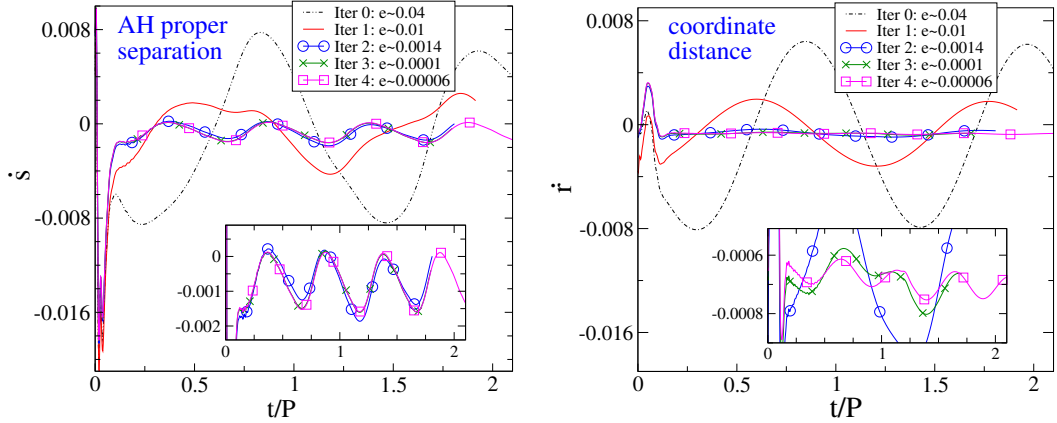 AH proper
separation
Iter 0: e~0.04
Iter 1: e~0.01
Iter 2: e~0.0014
Iter 3: e~0.0001
Iter 4: e~0.00006
0.008
0
-0.008
-0.016
ṡ
0
-0.001
-0.002
0 1 2
0 0.5 1 1.5 2
t/P
coordinate
distance
Iter 0: e~0.04
Iter 1: e~0.01
Iter 2: e~0.0014
Iter 3: e~0.0001
Iter 4: e~0.00006
0.008
0
-0.008
-0.016
ṙ
-0.0006
-0.0008
0 1 2
0 0.5 1 1.5 2
t/P